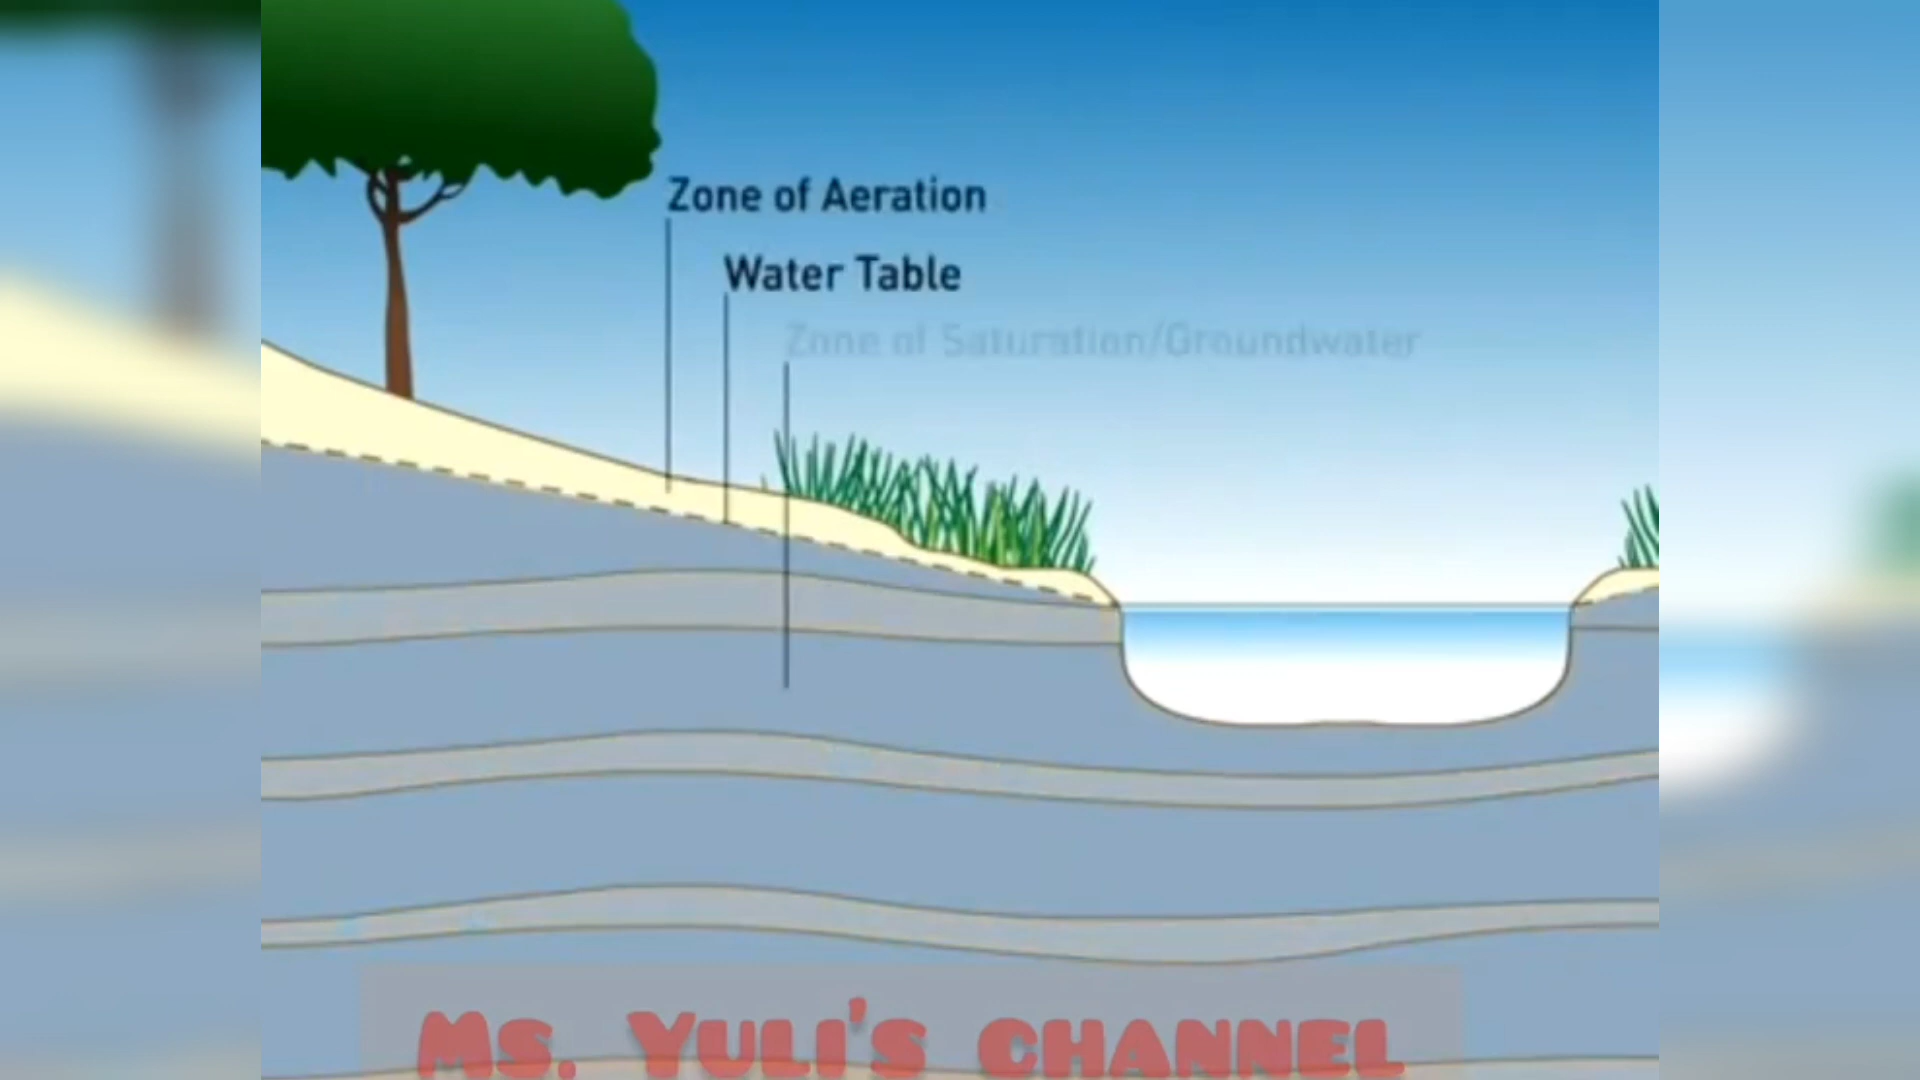 Zone of Aeration
Water Table
Zone of Saturation/Groundwater
Ms. Yuli's channel